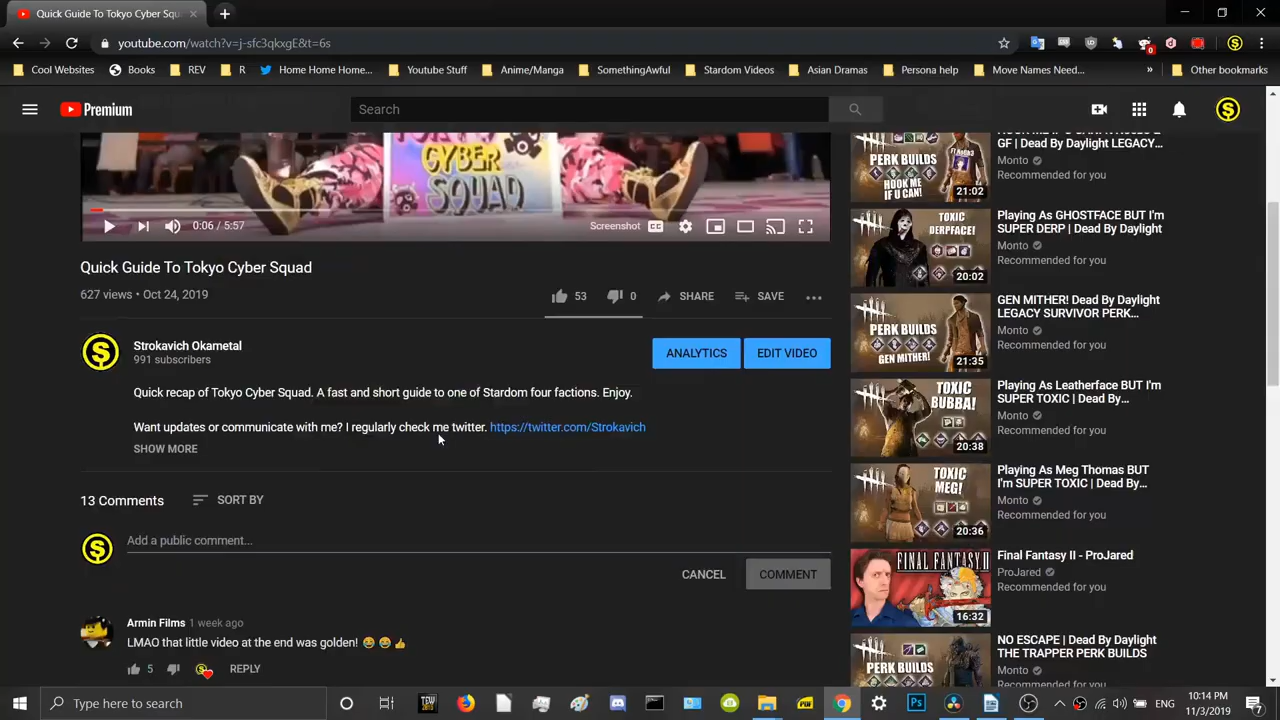 Quick Guide To Tokyo Cyber Squa
youtube.com/watch?v=j-sfc3qkxgE&t=6s
0
Cool Websites
Books
REV
R
Home Home Home...
Youtube Stuff
Anime/Manga
SomethingAwful
Stardom Videos
Asian Dramas
Persona help
Move Names Need...
»
Other bookmarks
Premium
Search
CYBER
SQUAD
0:06 / 5:57
Screenshot
CC
Quick Guide To Tokyo Cyber Squad
627 views • Oct 24, 2019
53
0
SHARE
SAVE
Strokavich Okametal
991 subscribers
ANALYTICS
EDIT VIDEO
Quick recap of Tokyo Cyber Squad. A fast and short guide to one of Stardom four factions. Enjoy.
Want updates or communicate with me? I regularly check me twitter. https://twitter.com/Strokavich
SHOW MORE
13 Comments
SORT BY
Add a public comment...
CANCEL
COMMENT
Armin Films 1 week ago
LMAO that little video at the end was golden! 😂 😂 👍
5
REPLY
PERK BUILDS
HOOK ME
IF U CAN!
21:02
GF | Dead By Daylight LEGACY...
Monto
Recommended for you
TOXIC
DERPFACE!
20:02
Playing As GHOSTFACE BUT I'm
SUPER DERP | Dead By Daylight
Monto
Recommended for you
PERK BUILDS
GEN MITHER!
21:35
GEN MITHER! Dead By Daylight
LEGACY SURVIVOR PERK...
Monto
Recommended for you
TOXIC
BUBBA!
20:38
Playing As Leatherface BUT I'm
SUPER TOXIC | Dead By...
Monto
Recommended for you
TOXIC
MEG!
20:36
Playing As Meg Thomas BUT
I'm SUPER TOXIC | Dead By...
Monto
Recommended for you
FINAL FANTASY II
16:32
Final Fantasy II - ProJared
ProJared
Recommended for you
PERK BUILDS
NO ESCAPE | Dead By Daylight
THE TRAPPER PERK BUILDS
Monto
Type here to search
Ps
ENG
10:14 PM
11/3/2019
7